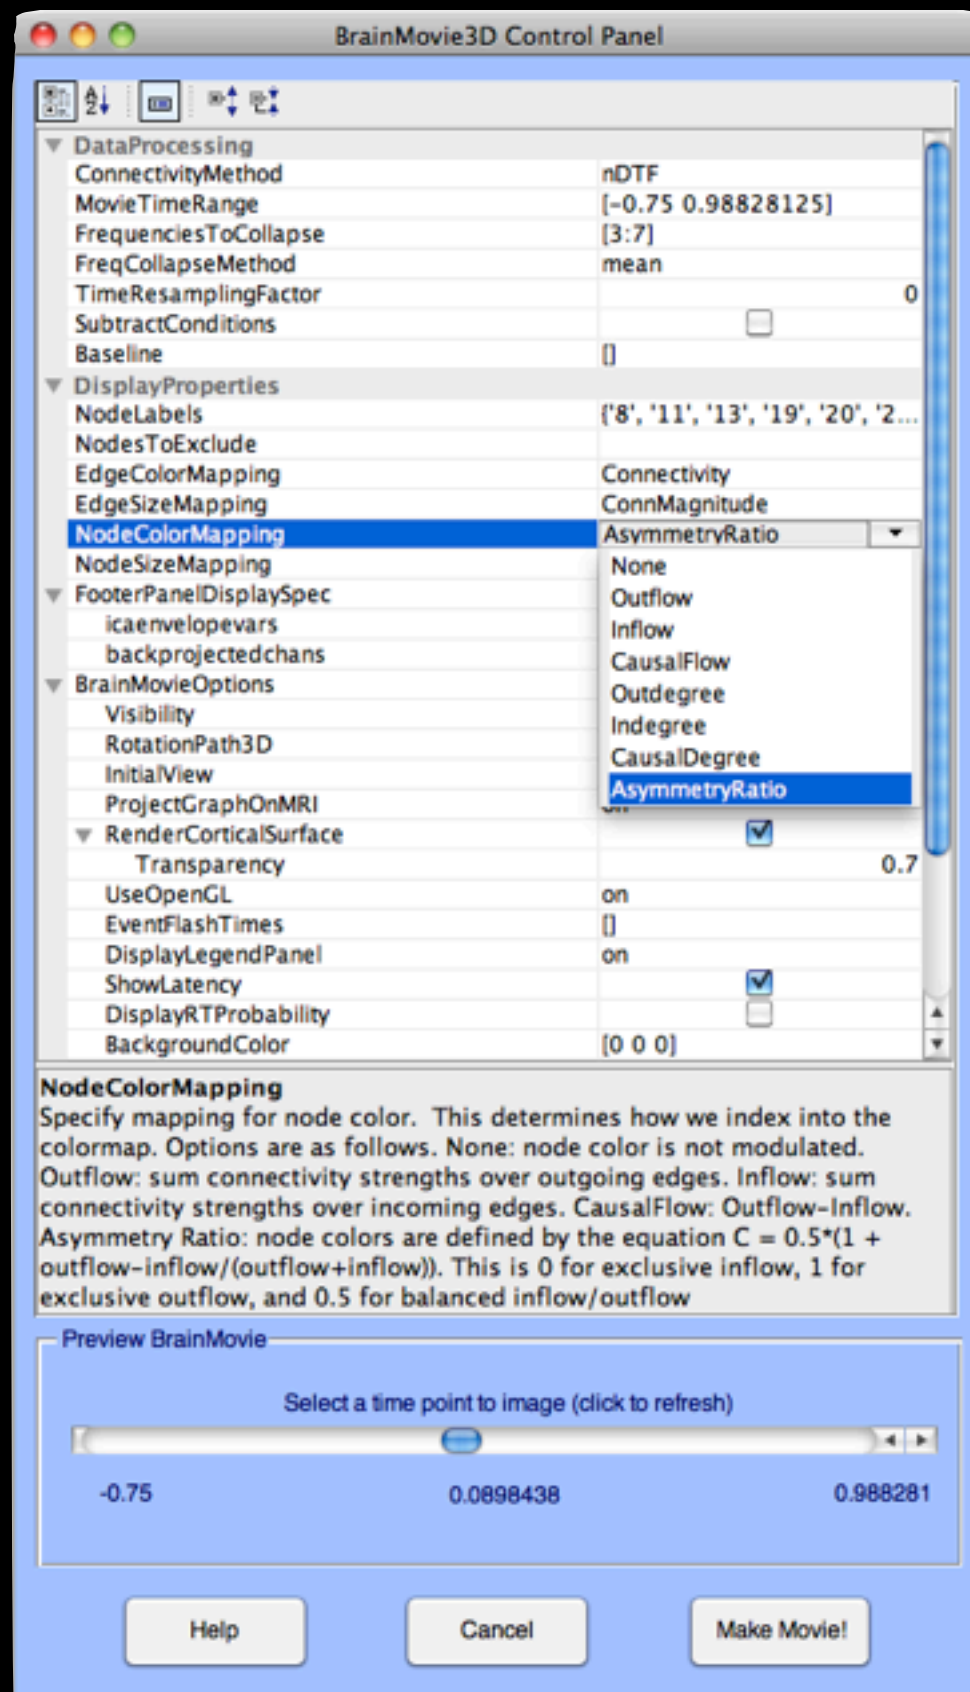 BrainMovie3D Control Panel
DataProcessing
ConnectivityMethod nDTF
MovieTimeRange [-0.75 0.98828125]
FrequenciesToCollapse [3:7]
FreqCollapseMethod mean
TimeResamplingFactor 0
SubtractConditions
Baseline []
DisplayProperties
NodeLabels {'8', '11', '13', '19', '20', '2...
NodesToExclude
EdgeColorMapping Connectivity
EdgeSizeMapping ConnMagnitude
NodeColorMapping AsymmetryRatio
NodeSizeMapping None
FooterPanelDisplaySpec Outflow
icaenvelopevars Inflow
backprojectedchans CausalFlow
BrainMovieOptions Outdegree
Visibility Indegree
RotationPath3D CausalDegree
InitialView AsymmetryRatio
ProjectGraphOnMRI on
RenderCorticalSurface
Transparency 0.7
UseOpenGL on
EventFlashTimes []
DisplayLegendPanel on
ShowLatency
DisplayRTProbability
BackgroundColor [0 0 0]
NodeColorMapping
Specify mapping for node color. This determines how we index into the
colormap. Options are as follows. None: node color is not modulated.
Outflow: sum connectivity strengths over outgoing edges. Inflow: sum
connectivity strengths over incoming edges. CausalFlow: Outflow-Inflow.
Asymmetry Ratio: node colors are defined by the equation C = 0.5*(1 +
outflow-inflow/(outflow+inflow)). This is 0 for exclusive inflow, 1 for
exclusive outflow, and 0.5 for balanced inflow/outflow
Preview BrainMovie
Select a time point to image (click to refresh)
-0.75 0.0898438 0.988281
Help Cancel Make Movie!